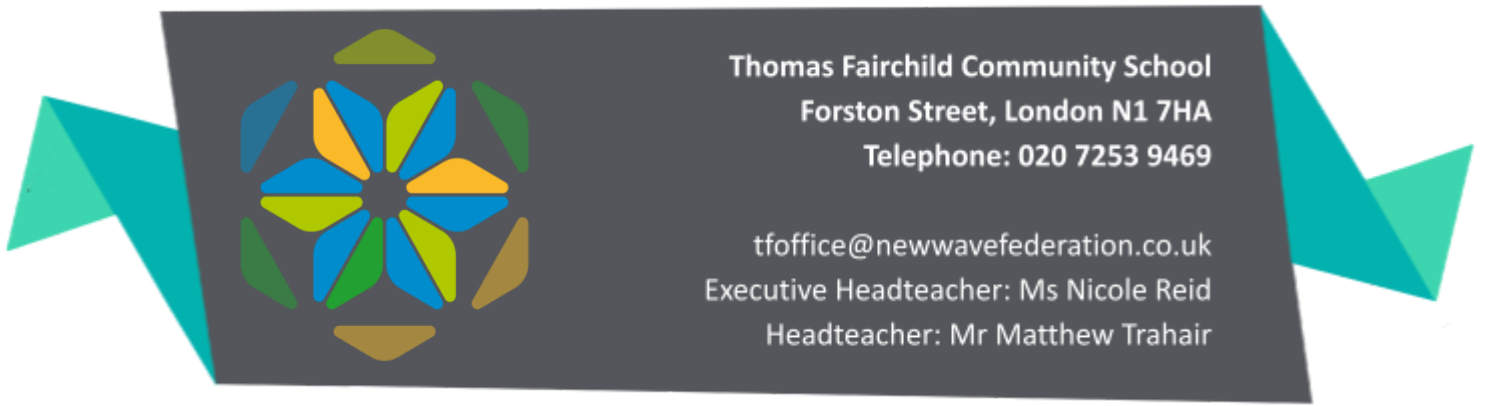 Thomas Fairchild Community School
Forston Street, London N1 7HA
Telephone: 020 7253 9469
tfoffice@newwavefederation.co.uk
Executive Headteacher: Ms Nicole Reid
Headteacher: Mr Matthew Trahair